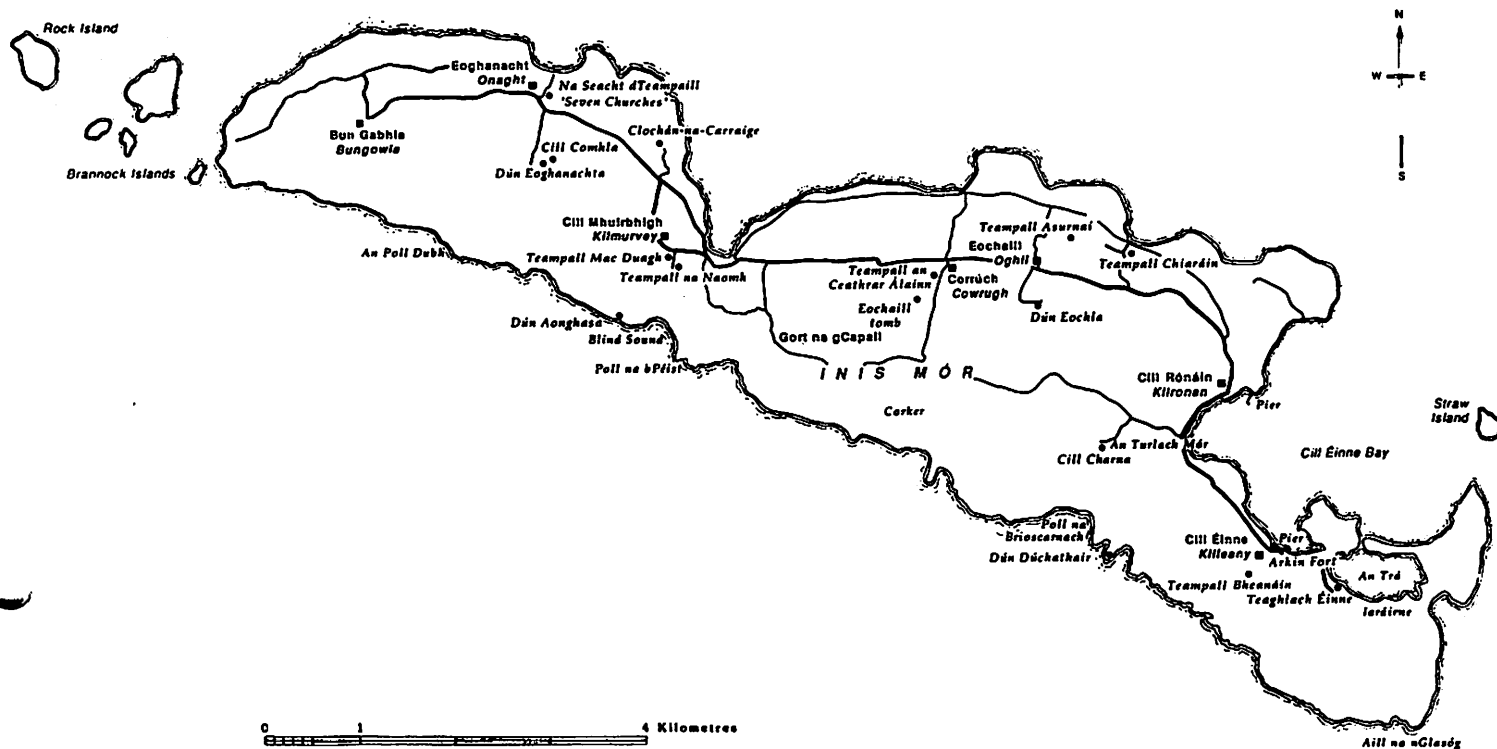 Rock Island
Brannock Islands
Eoghanacht
Onaght
Na Seacht dTeampaill
'Seven Churches'
Bun Gabhla
Bungowla
Cill Comhla
Dún Eoghanachta
Clochán-na-Carraige
N
W E
S
Cill Mhuirbhigh
Kilmurvey
An Poll Dubh
Teampall Mac Duagh
Teampall na Naomh
Teampall an
Ceathrar Álainn
Corrúch
Cowrugh
Teampall Asurnaí
Eochaill
Oghil
Teampall Chiaráin
Eochaill
tomb
Dún Eochla
Dún Aonghasa
Blind Sound
Gort na gCapall
Poll na bPéist
INIS MÓR
Cill Rónáin
Kilronan
Pier
Straw
Island
Carker
An Turlach Mór
Cill Charna
Cill Éinne Bay
Poll na
Brioscarnach
Dún Dúchathair
Cill Éinne
Killeany
Pier
Arkin Fort
An Trá
Teampall Bheanáin
Teaghlach Éinne
Iaráirne
0 1 4 Kilometres
Aill na nGlasóg